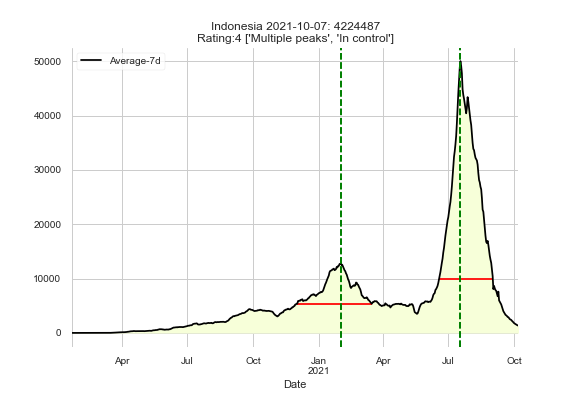 Indonesia 2021-10-07: 4224487
Rating:4 ['Multiple peaks', 'In control']
Average-7d
50000
40000
30000
20000
10000
0
Apr
Jul
Oct
Jan
2021
Apr
Jul
Oct
Date